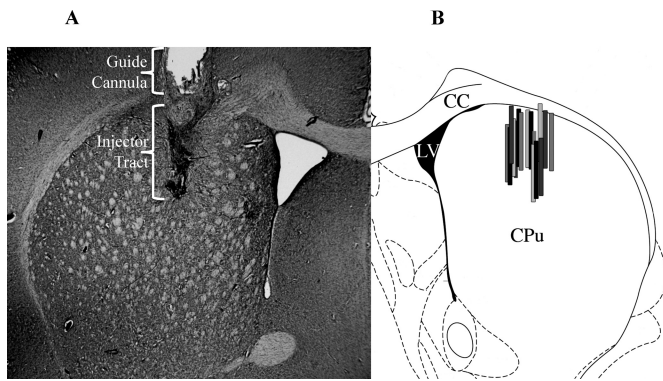 A
B
Guide
Cannula
Injector
Tract
CC
LV
CPu